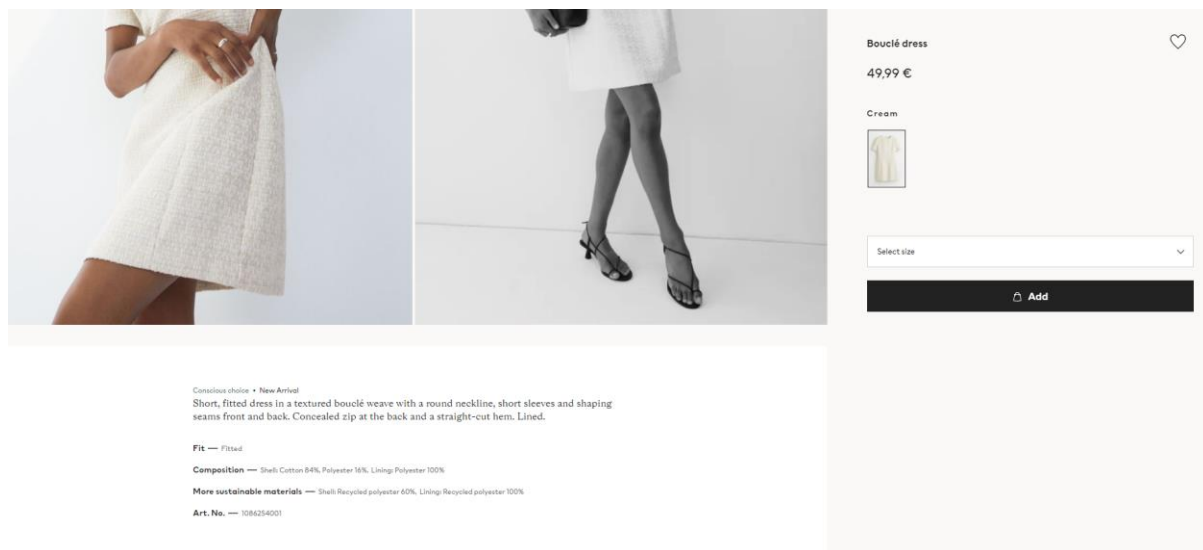 Bouclé dress
49,99 €
Cream
Select size
Add
Conscious choice • New Arrival
Short, fitted dress in a textured bouclé weave with a round neckline, short sleeves and shaping
seams front and back. Concealed zip at the back and a straight-cut hem. Lined.
Fit — Fitted
Composition — Shell: Cotton 84%, Polyester 16%, Lining: Polyester 100%
More sustainable materials — Shell: Recycled polyester 60%, Lining: Recycled polyester 100%
Art. No. — 1086254001